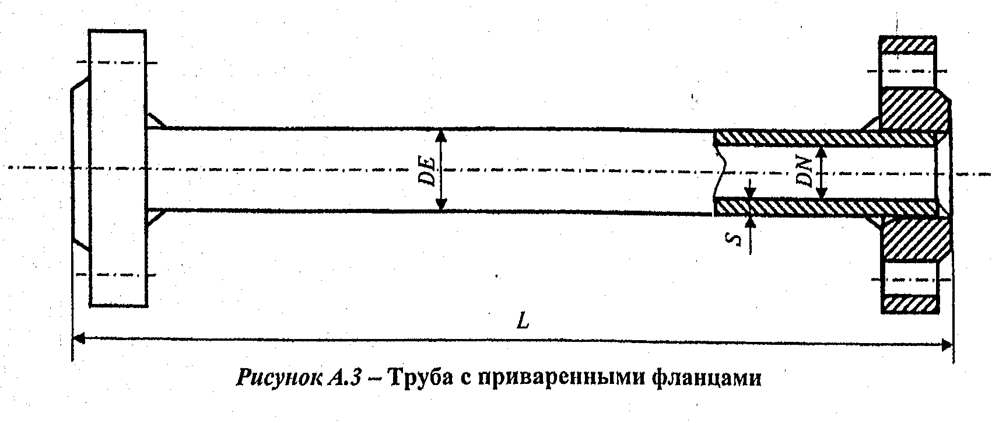 DE
DN
S
L
Рисунок А.3 – Труба с приваренными фланцами